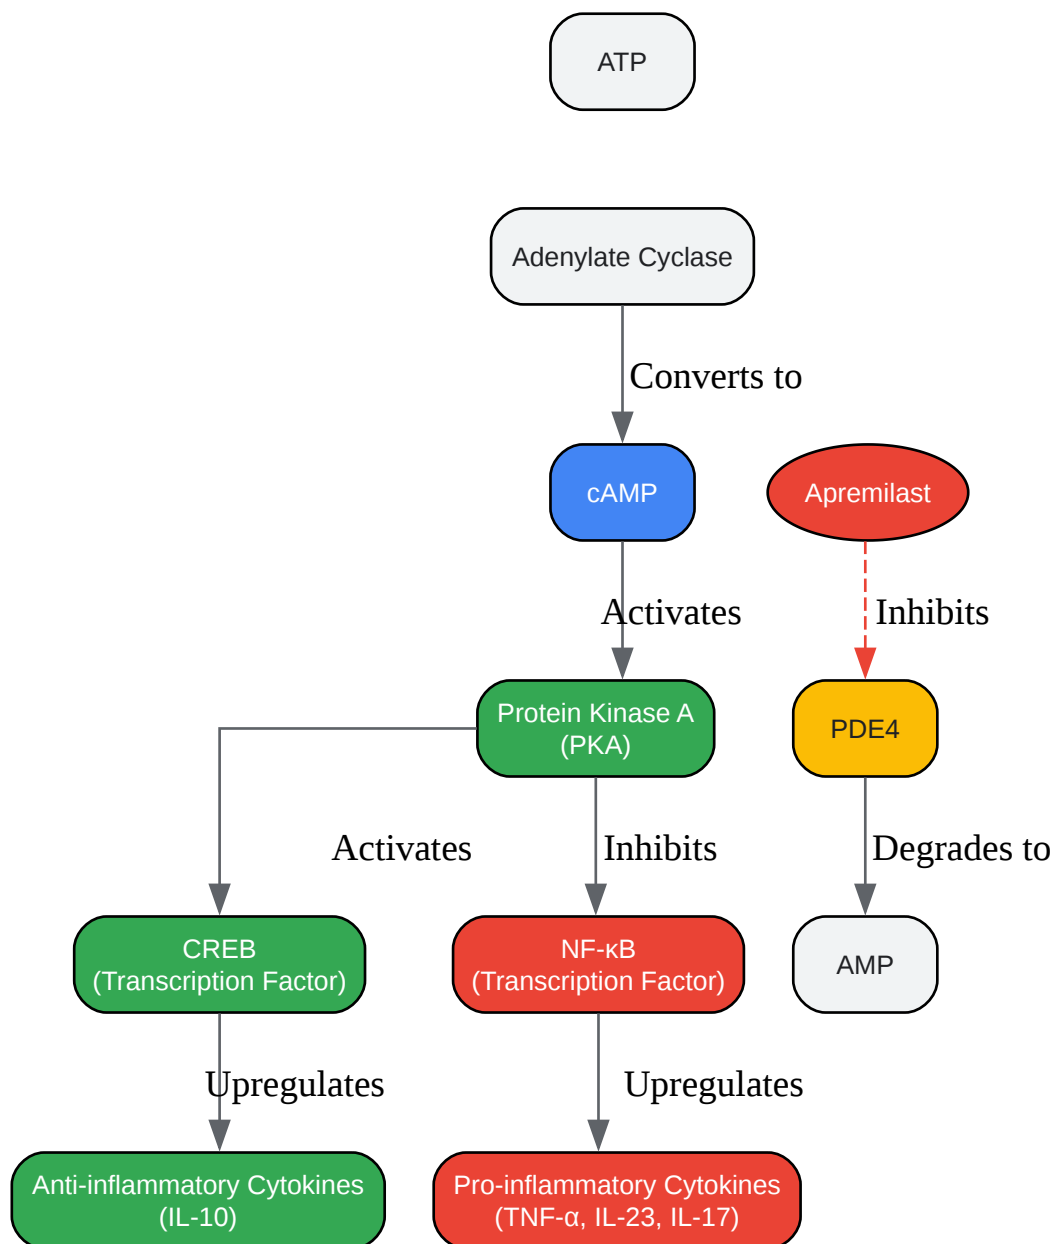 ATP
Adenylate Cyclase
Converts to
cAMP
Apremilast
Activates
Inhibits
Protein Kinase A
(PKA)
PDE4
Activates
Inhibits
Degrades to
CREB
(Transcription Factor)
NF-κB
(Transcription Factor)
AMP
Upregulates
Upregulates
Anti-inflammatory Cytokines
(IL-10)
Pro-inflammatory Cytokines
(TNF-α, IL-23, IL-17)